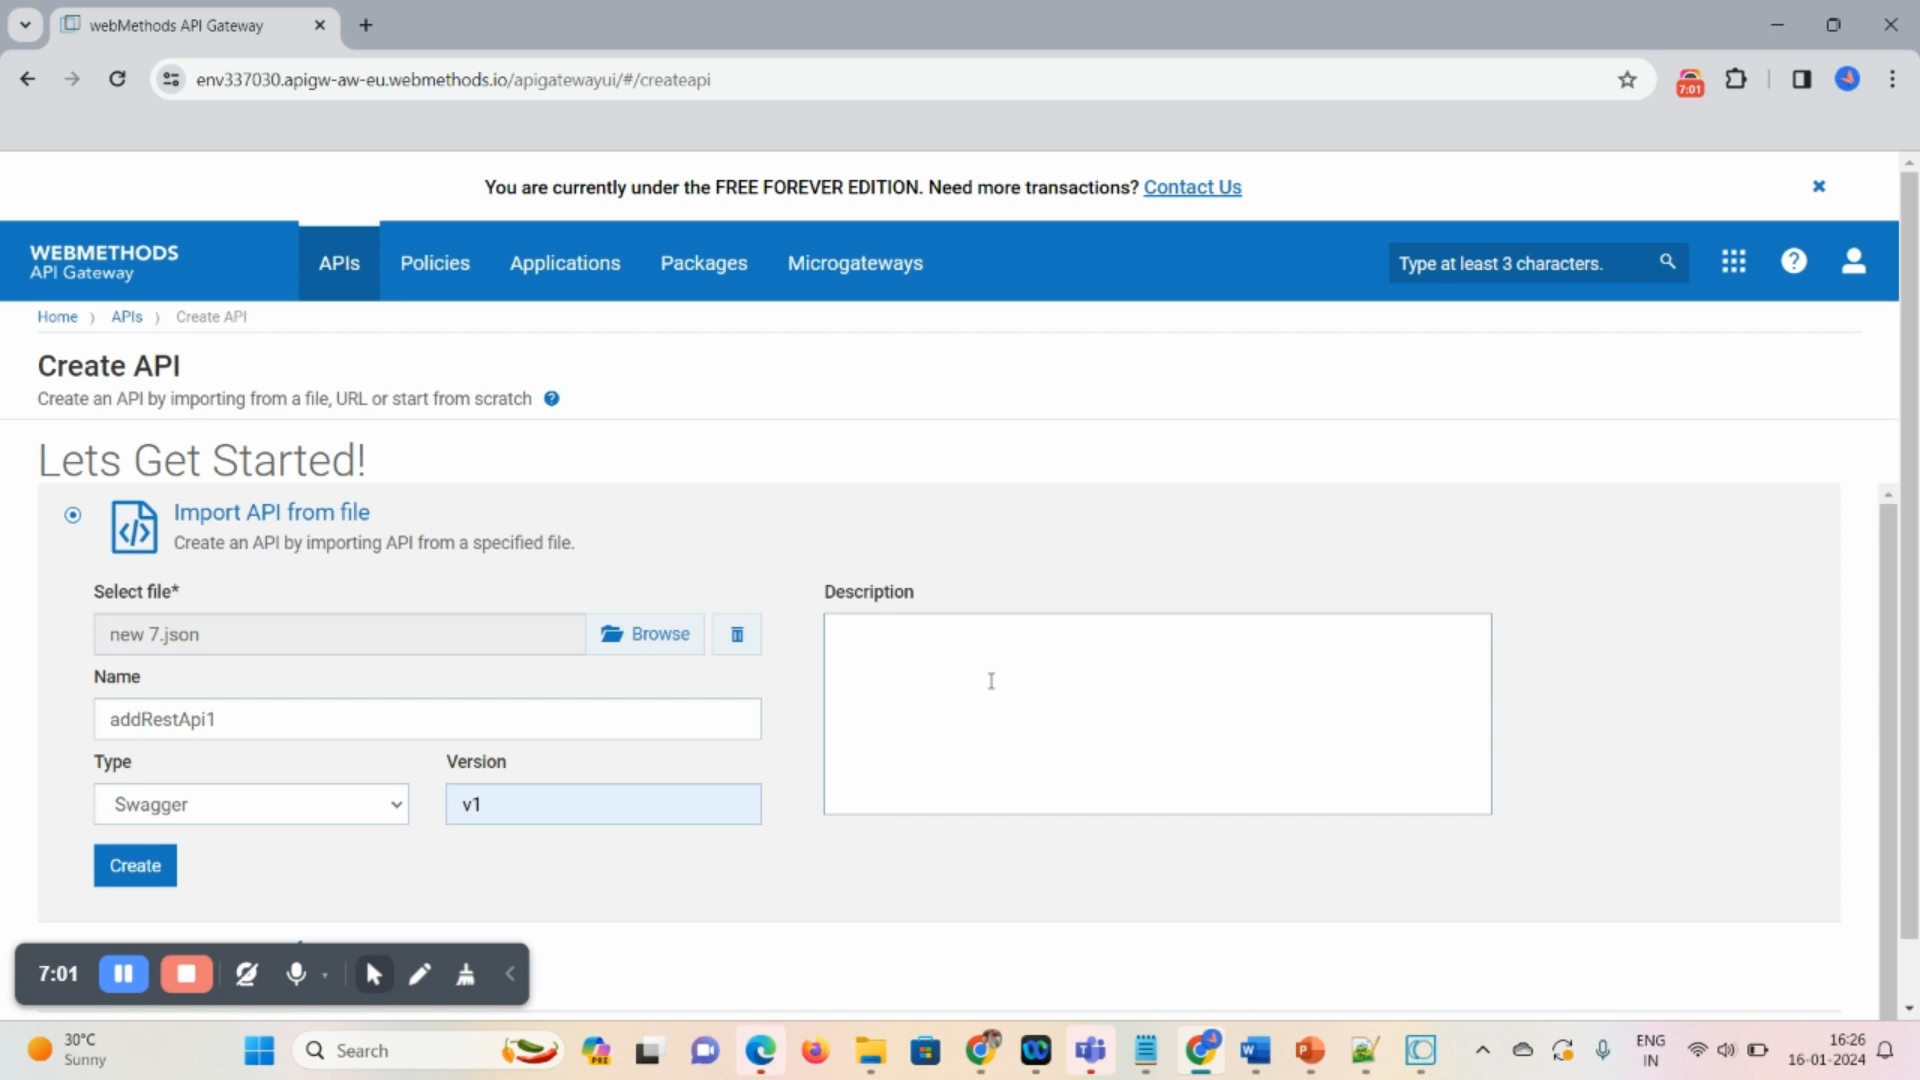 webMethods API Gateway
env337030.apigw-aw-eu.webmethods.io/apigatewayui/#/createapi
7:01
You are currently under the FREE FOREVER EDITION. Need more transactions? Contact Us
WEBMETHODS
API Gateway
APIs
Policies
Applications
Packages
Microgateways
Type at least 3 characters.
Home
APIs
Create API
Create API
Create an API by importing from a file, URL or start from scratch
Lets Get Started!
Import API from file
Create an API by importing API from a specified file.
Select file*
Description
new 7.json
Browse
Name
addRestApi1
Type
Version
Swagger
v1
Create
7:01
30°C
Sunny
Search
PRE
ENG
IN
16:26
16-01-2024